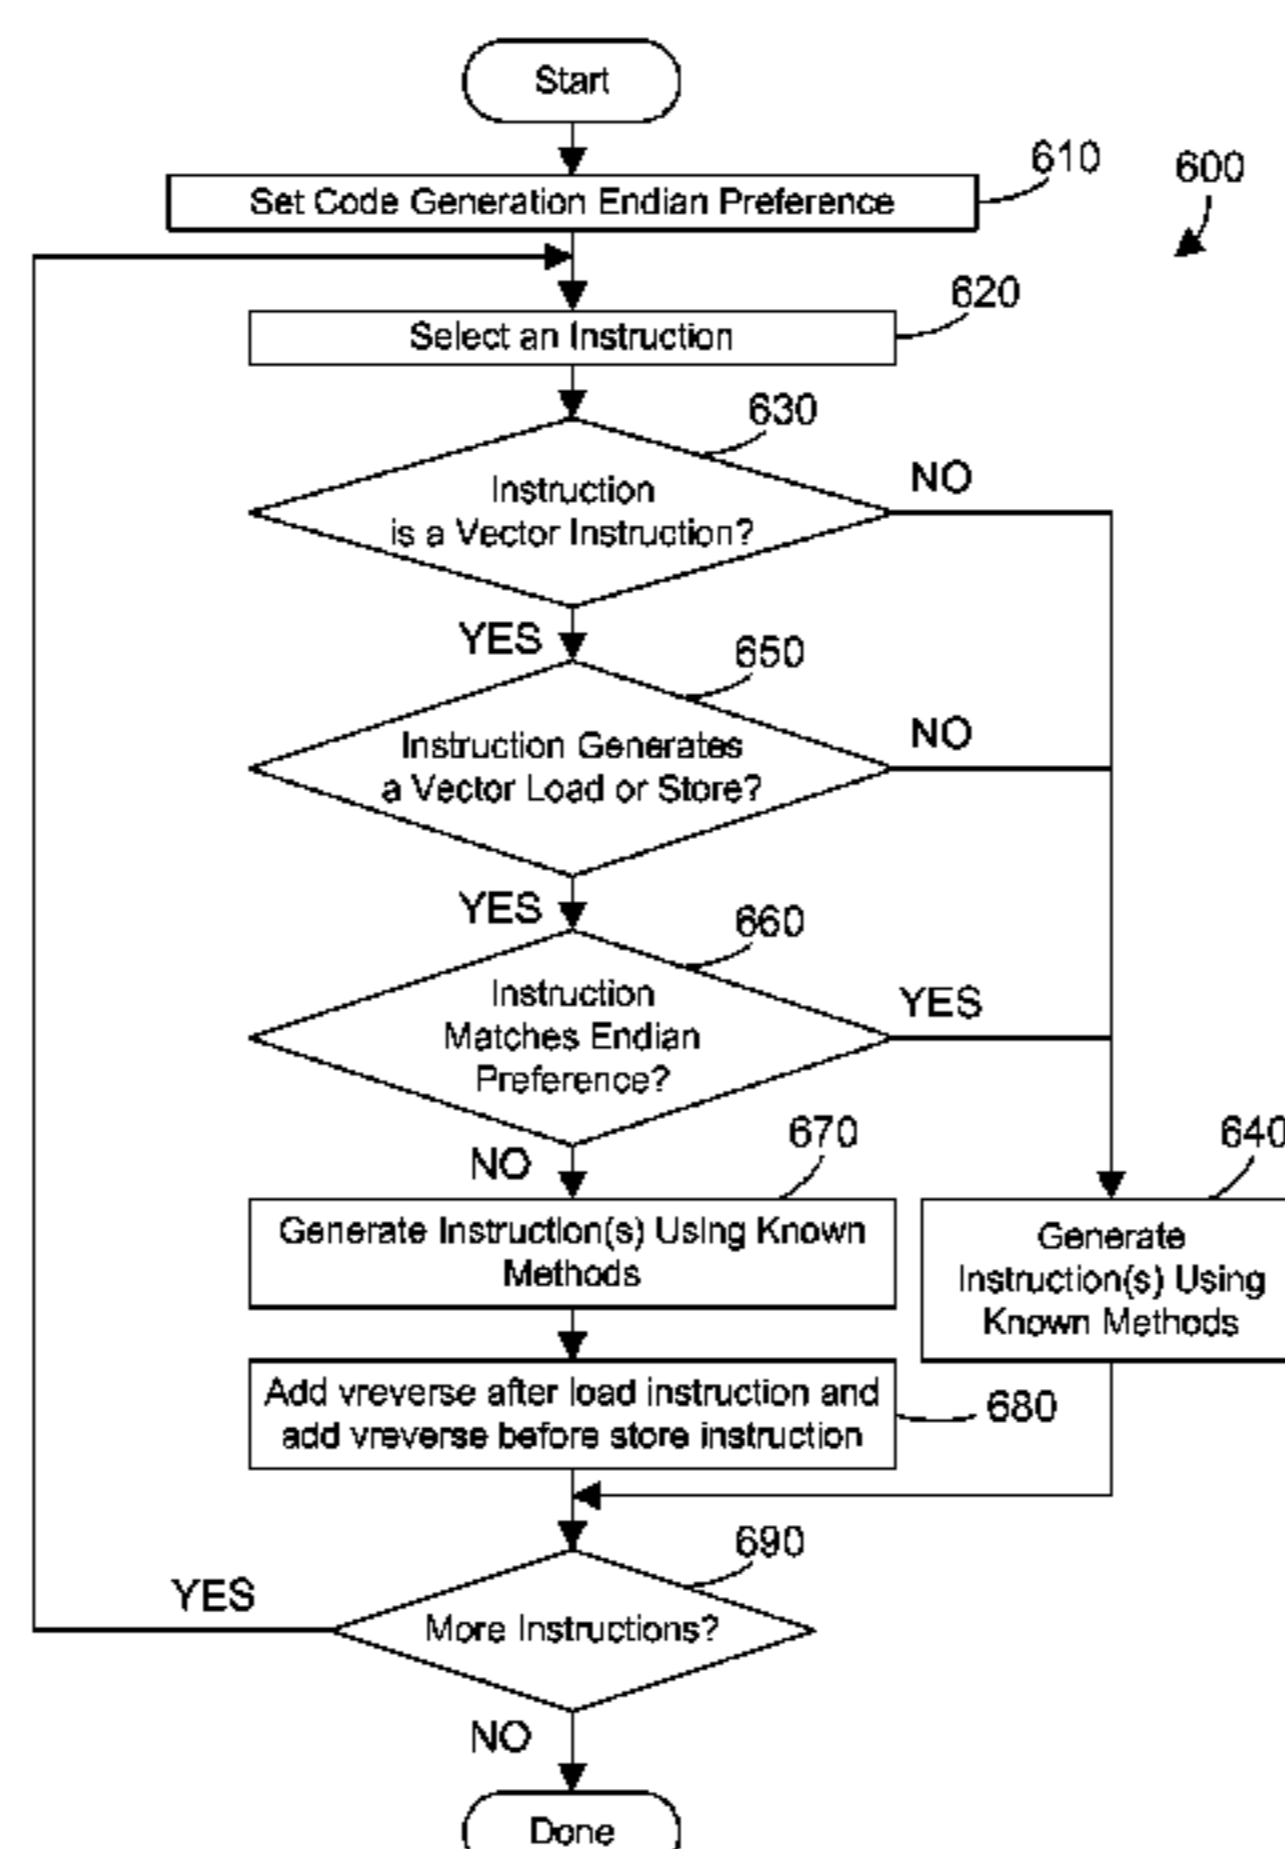 Start
610
600
Set Code Generation Endian Preference
620
Select an Instruction
630
Instruction
is a Vector Instruction?
NO
YES
650
Instruction Generates
a Vector Load or Store?
NO
YES
660
Instruction
Matches Endian
Preference?
YES
NO
670
640
Generate Instruction(s) Using Known
Methods
Generate
Instruction(s) Using
Known Methods
Add vreverse after load instruction and
add vreverse before store instruction
680
690
More Instructions?
YES
NO
Done